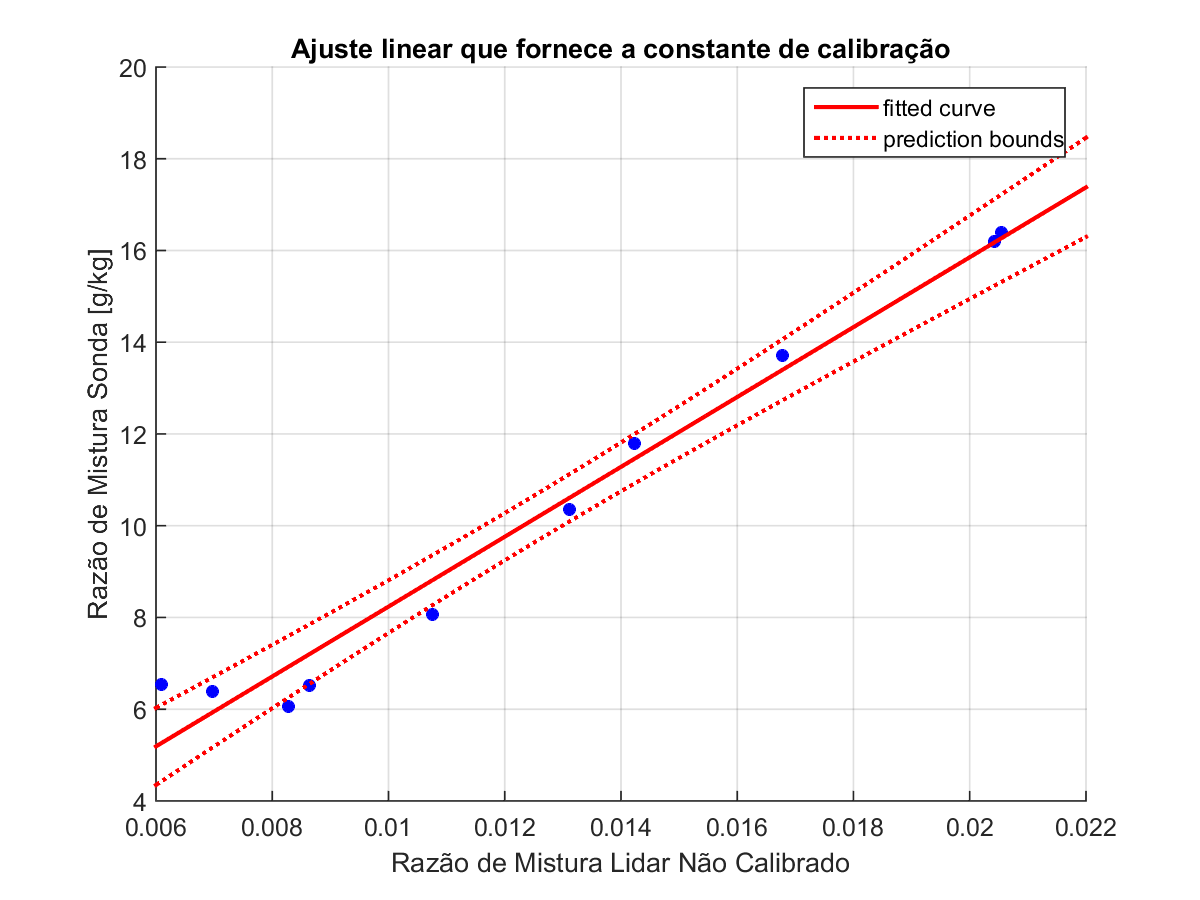 Ajuste linear que fornece a constante de calibração
fitted curve
prediction bounds
Razão de Mistura Sonda [g/kg]
20
18
16
14
12
10
8
6
4
0.006 0.008 0.01 0.012 0.014 0.016 0.018 0.02 0.022
Razão de Mistura Lidar Não Calibrado